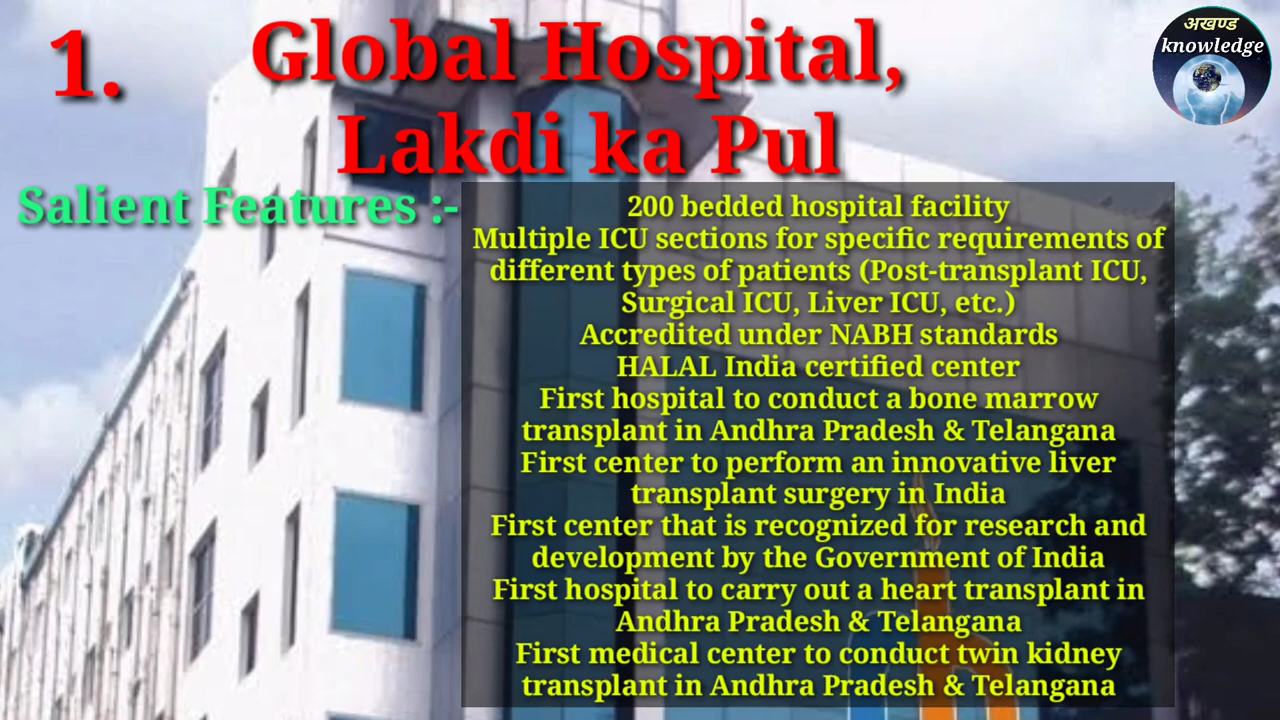 1.
Global Hospital,
Lakdi ka Pul
अखण्ड
knowledge
Salient Features :-
200 bedded hospital facility
Multiple ICU sections for specific requirements of
different types of patients (Post-transplant ICU,
Surgical ICU, Liver ICU, etc.)
Accredited under NABH standards
HALAL India certified center
First hospital to conduct a bone marrow
transplant in Andhra Pradesh & Telangana
First center to perform an innovative liver
transplant surgery in India
First center that is recognized for research and
development by the Government of India
First hospital to carry out a heart transplant in
Andhra Pradesh & Telangana
First medical center to conduct twin kidney
transplant in Andhra Pradesh & Telangana